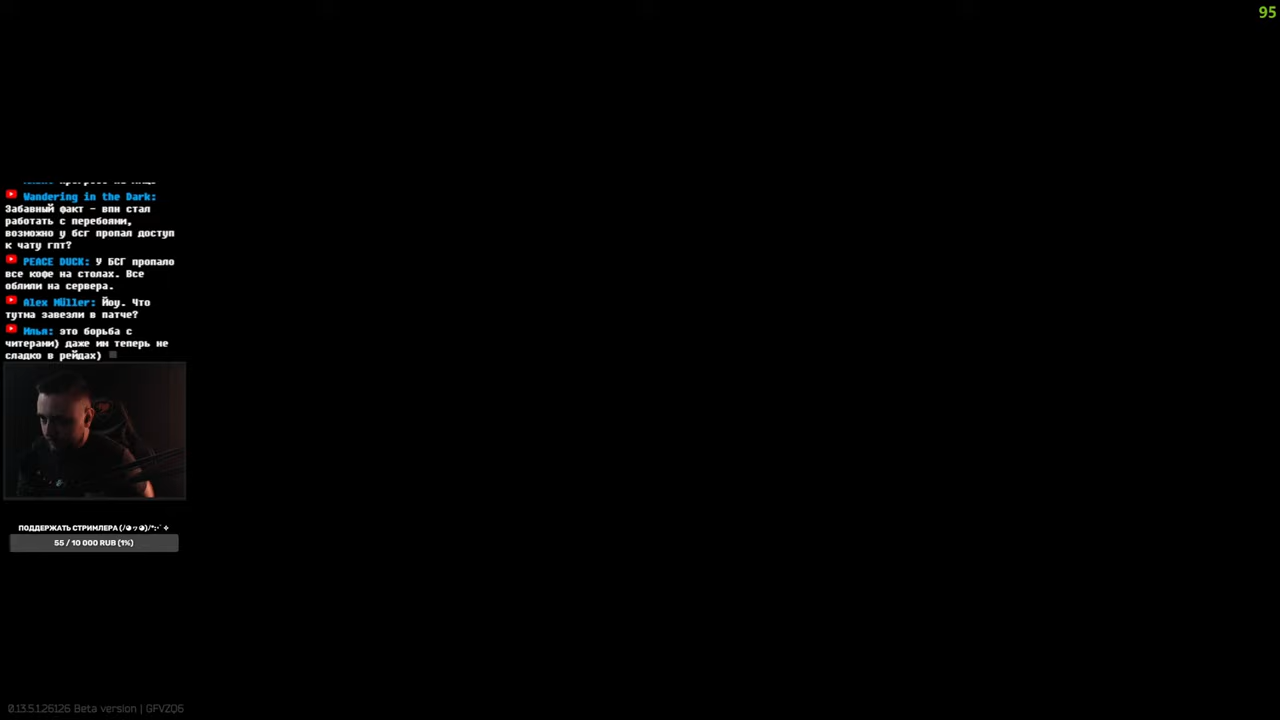 95
Wandering in the Dark:
Забавный факт - впн стал
работать с перебоями,
возможно у бсг пропал доступ
к чату гпт?
PEACE DUCK: У БСГ пропало
все кофе на столах. Все
облили на сервера.
Alex Müller: Йоу. Что
тутма завезли в патче?
Илья: это борьба с
читерами) даже им теперь не
сладко в рейдах)
ПОДДЕРЖАТЬ СТРИМЛЕРА
55 / 10 000 RUB (1%)
0.13.5.1.26126 Beta version | GFVZQ6